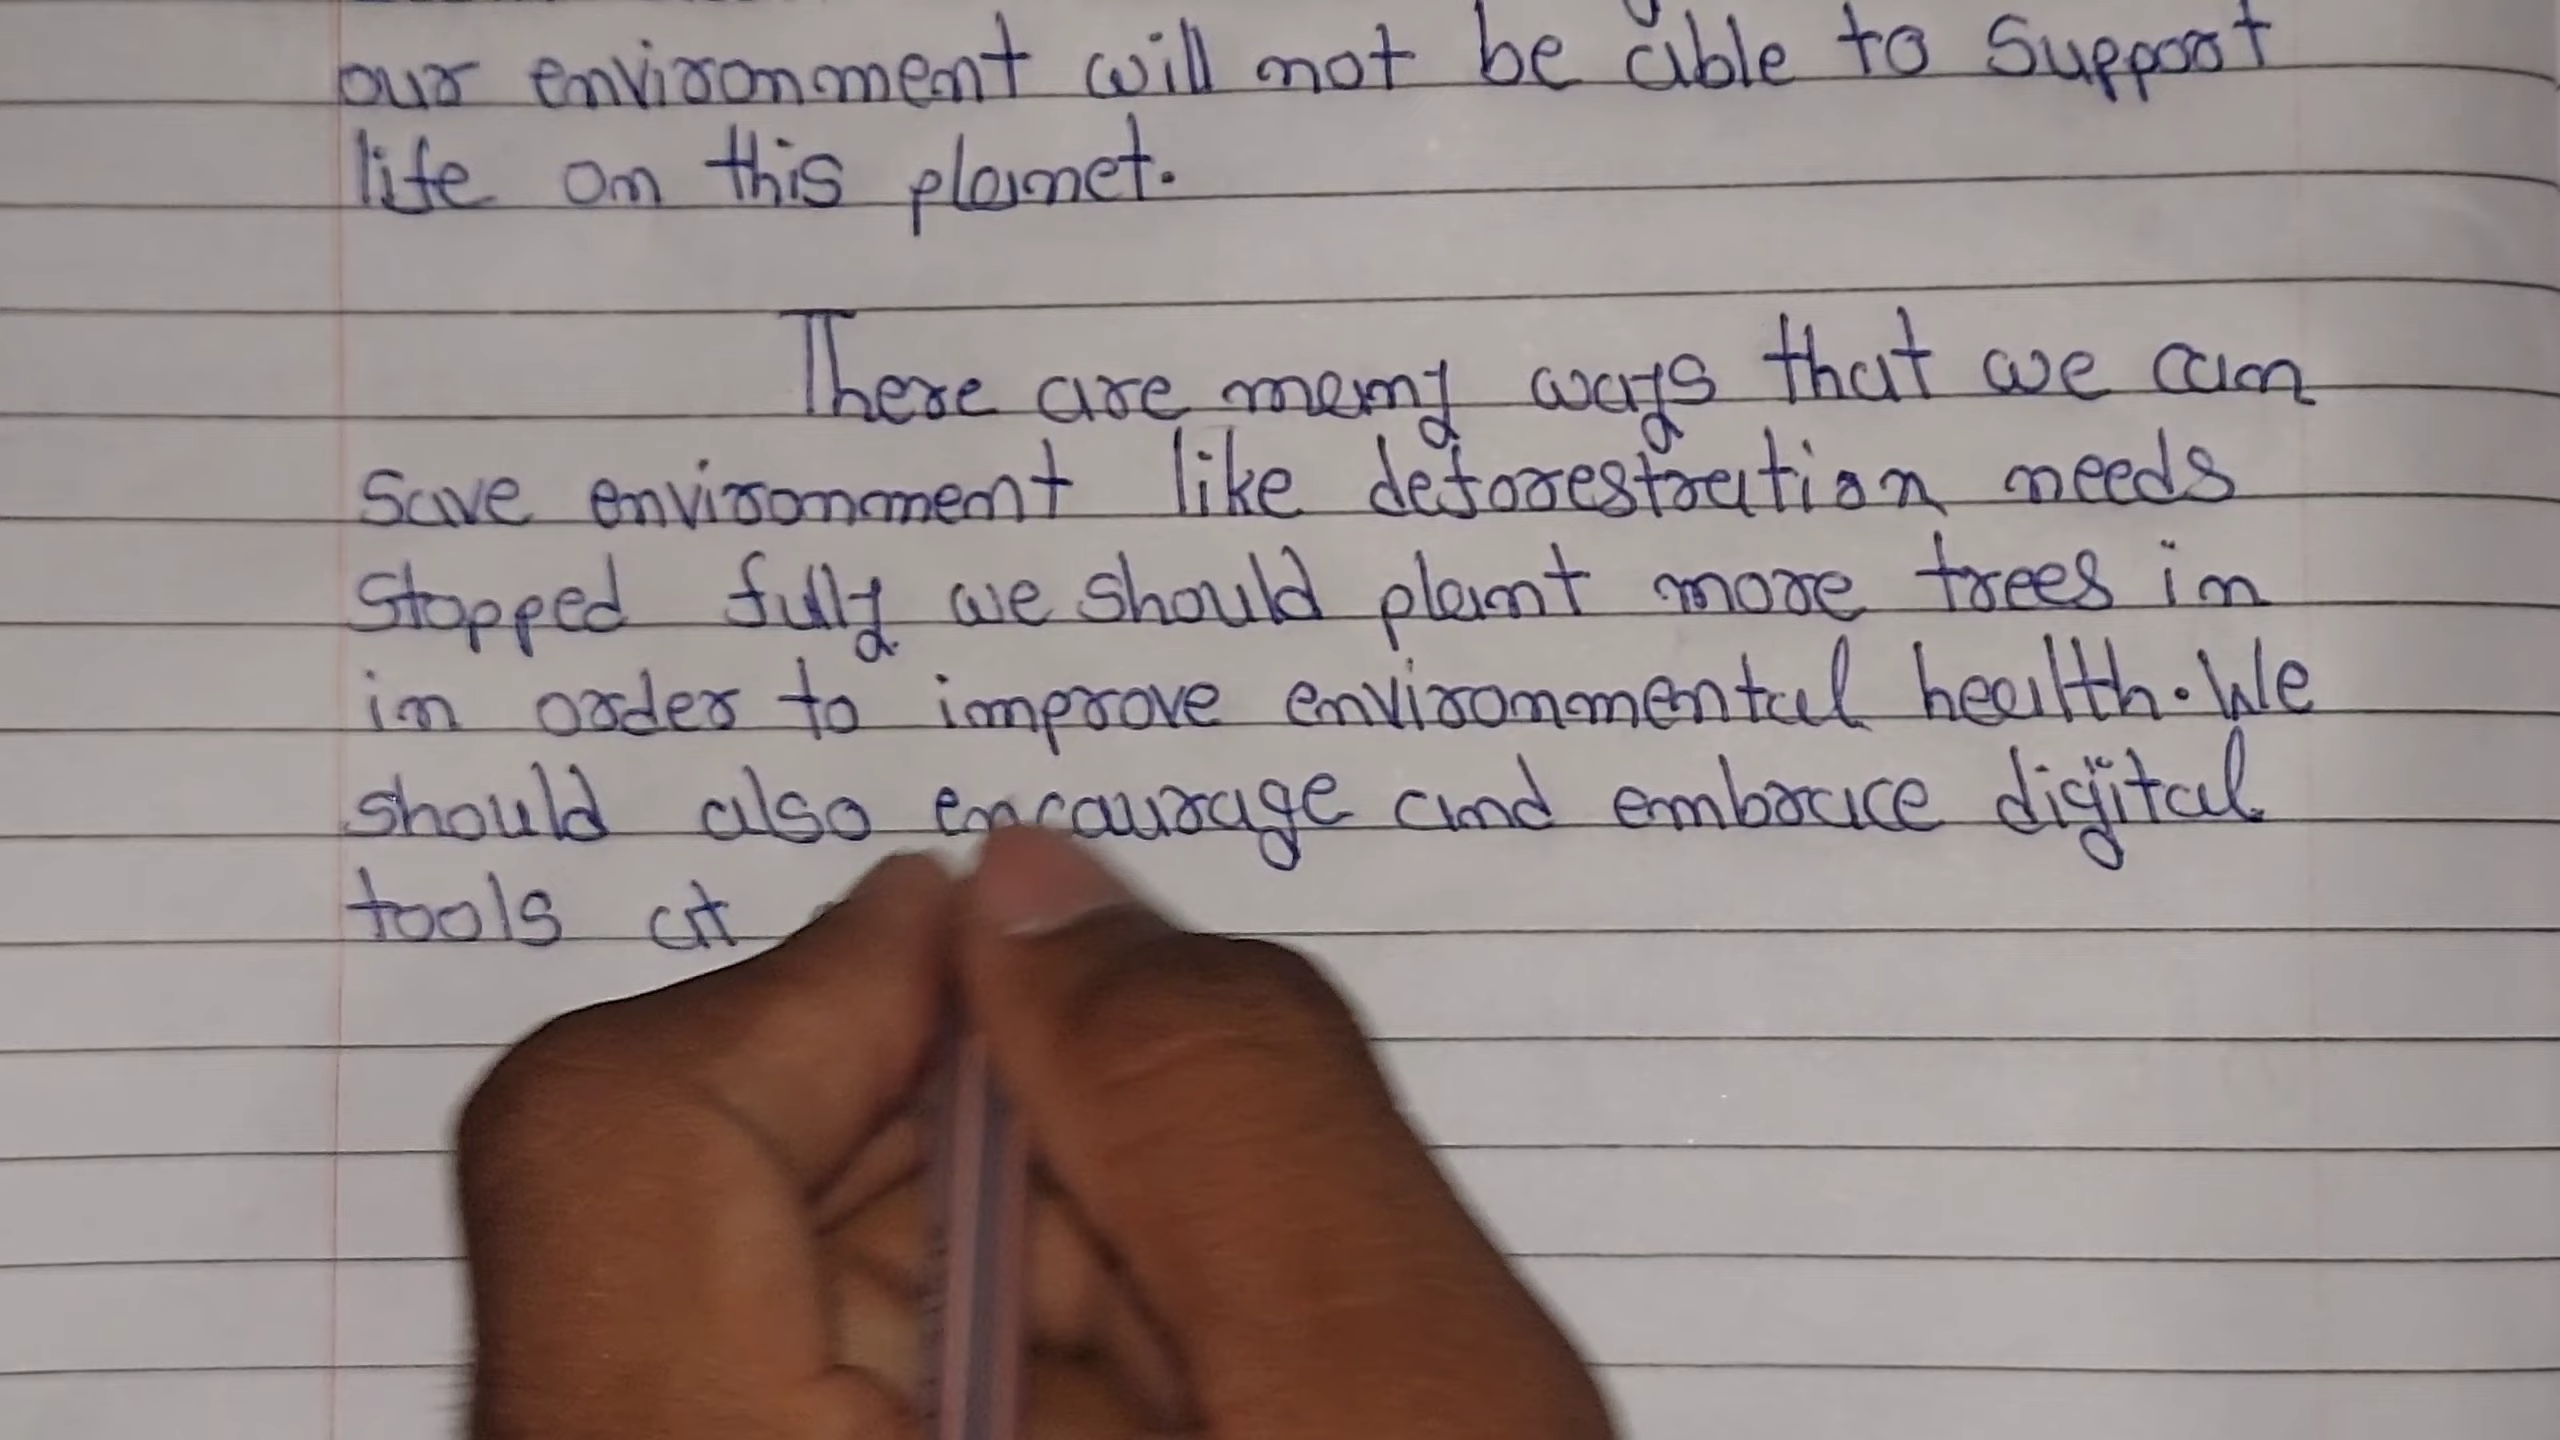 our environment will not be able to support
life on this planet.
There are many ways that we can
save environment like deforestration needs
stopped fully we should plant more trees in
in order to improve environmental health. We
should also encaurage and embrace digital
tools at